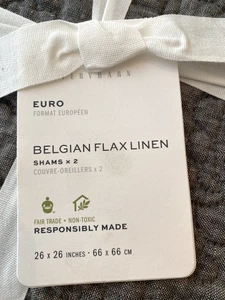 EURO
FORMAT EUROPÉEN
BELGIAN FLAX LINEN
SHAMS × 2
COUVRE-OREILLERS × 2
FAIR TRADE • NON-TOXIC
RESPONSIBLY MADE
26 × 26 INCHES • 66 × 66 CM